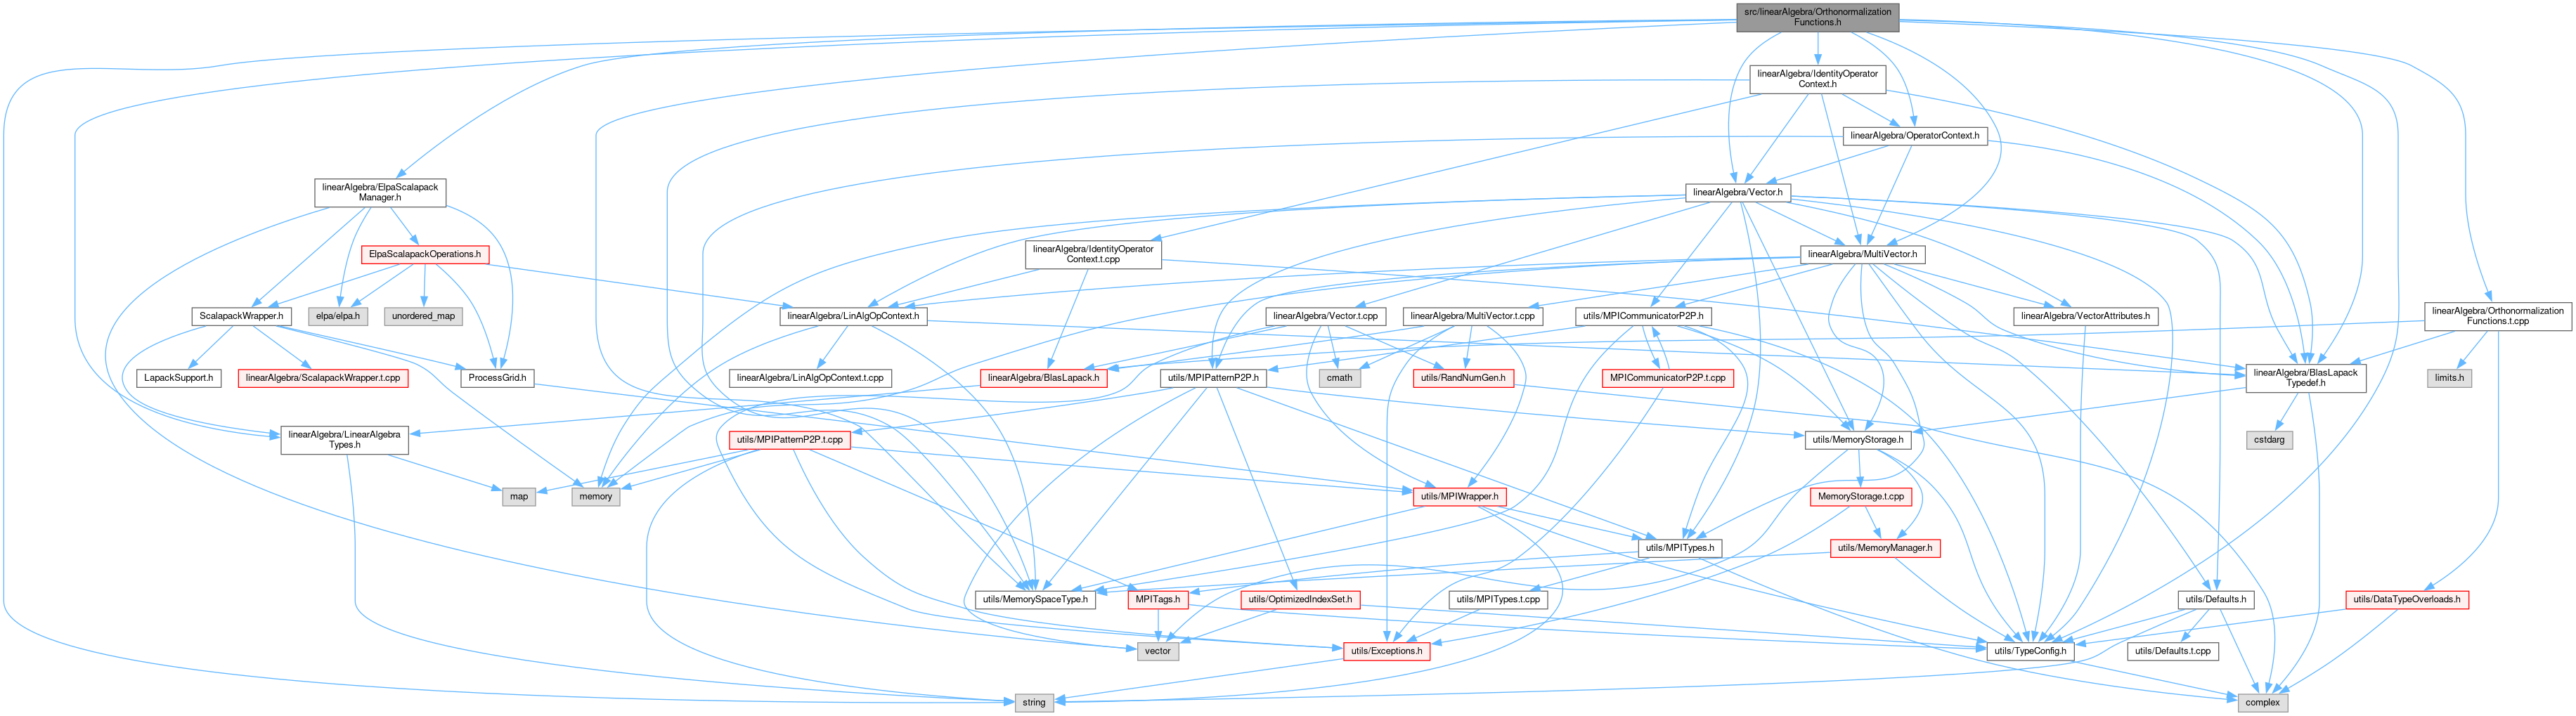 src/linearAlgebra/Orthonormalization
Functions.h
linearAlgebra/IdentityOperator
Context.h
linearAlgebra/OperatorContext.h
linearAlgebra/ElpaScalapack
Manager.h
linearAlgebra/Vector.h
ElpaScalapackOperations.h
linearAlgebra/IdentityOperator
Context.t.cpp
linearAlgebra/MultiVector.h
ScalapackWrapper.h
elpa/elpa.h
unordered_map
linearAlgebra/LinAlgOpContext.h
linearAlgebra/Vector.t.cpp
linearAlgebra/MultiVector.t.cpp
utils/MPICommunicatorP2P.h
linearAlgebra/VectorAttributes.h
linearAlgebra/Orthonormalization
Functions.t.cpp
LapackSupport.h
linearAlgebra/ScalapackWrapper.t.cpp
ProcessGrid.h
linearAlgebra/LinAlgOpContext.t.cpp
linearAlgebra/BlasLapack.h
utils/MPIPatternP2P.h
cmath
utils/RandNumGen.h
MPICommunicatorP2P.t.cpp
linearAlgebra/BlasLapack
Typedef.h
limits.h
linearAlgebra/LinearAlgebra
Types.h
utils/MPIPatternP2P.t.cpp
utils/MemoryStorage.h
cstdarg
map
memory
utils/MPIWrapper.h
MemoryStorage.t.cpp
utils/MPITypes.h
utils/MemoryManager.h
utils/MemorySpaceType.h
MPITags.h
utils/OptimizedIndexSet.h
utils/MPITypes.t.cpp
utils/Defaults.h
utils/DataTypeOverloads.h
vector
utils/Exceptions.h
utils/TypeConfig.h
utils/Defaults.t.cpp
string
complex